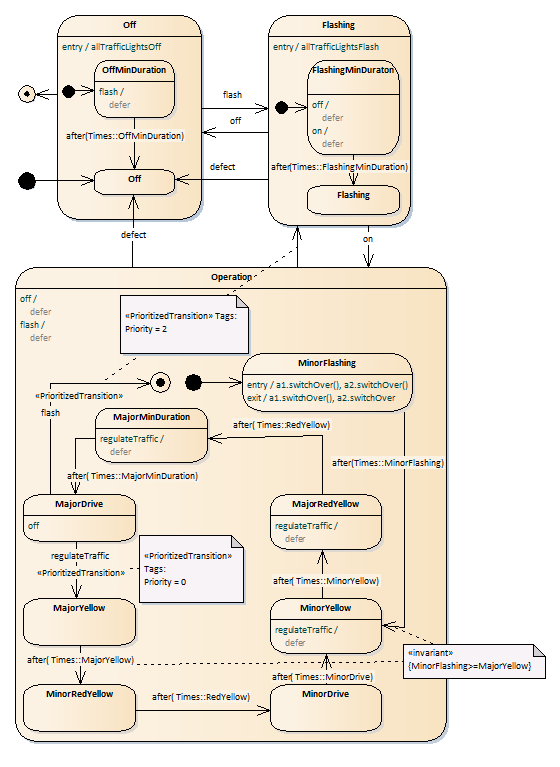 Off
entry / allTrafficLightsOff
OffMinDuration
flash /
defer
after(Times::OffMinDuration)
Off
Flashing
entry / allTrafficLightsFlash
FlashingMinDuraton
off /
defer
on /
defer
after(Times::FlashingMinDuration)
Flashing
flash
off
defect
defect
on
Operation
off /
defer
flash /
defer
«PrioritizedTransition» Tags:
Priority = 2
MinorFlashing
entry / a1.switchOver(), a2.switchOver()
exit / a1.switchOver(), a2.switchOver
«PrioritizedTransition»
flash
MajorMinDuration
regulateTraffic /
defer
after( Times::RedYellow)
after(Times::MinorFlashing)
after( Times::MajorMinDuration)
MajorDrive
off
MajorRedYellow
regulateTraffic /
defer
regulateTraffic
«PrioritizedTransition»
«PrioritizedTransition»
Tags:
Priority = 0
after( Times::MinorYellow)
MajorYellow
MinorYellow
regulateTraffic /
defer
after( Times::MajorYellow)
«invariant»
{MinorFlashing>=MajorYellow}
after( Times::MinorDrive)
MinorRedYellow
after( Times::RedYellow)
MinorDrive